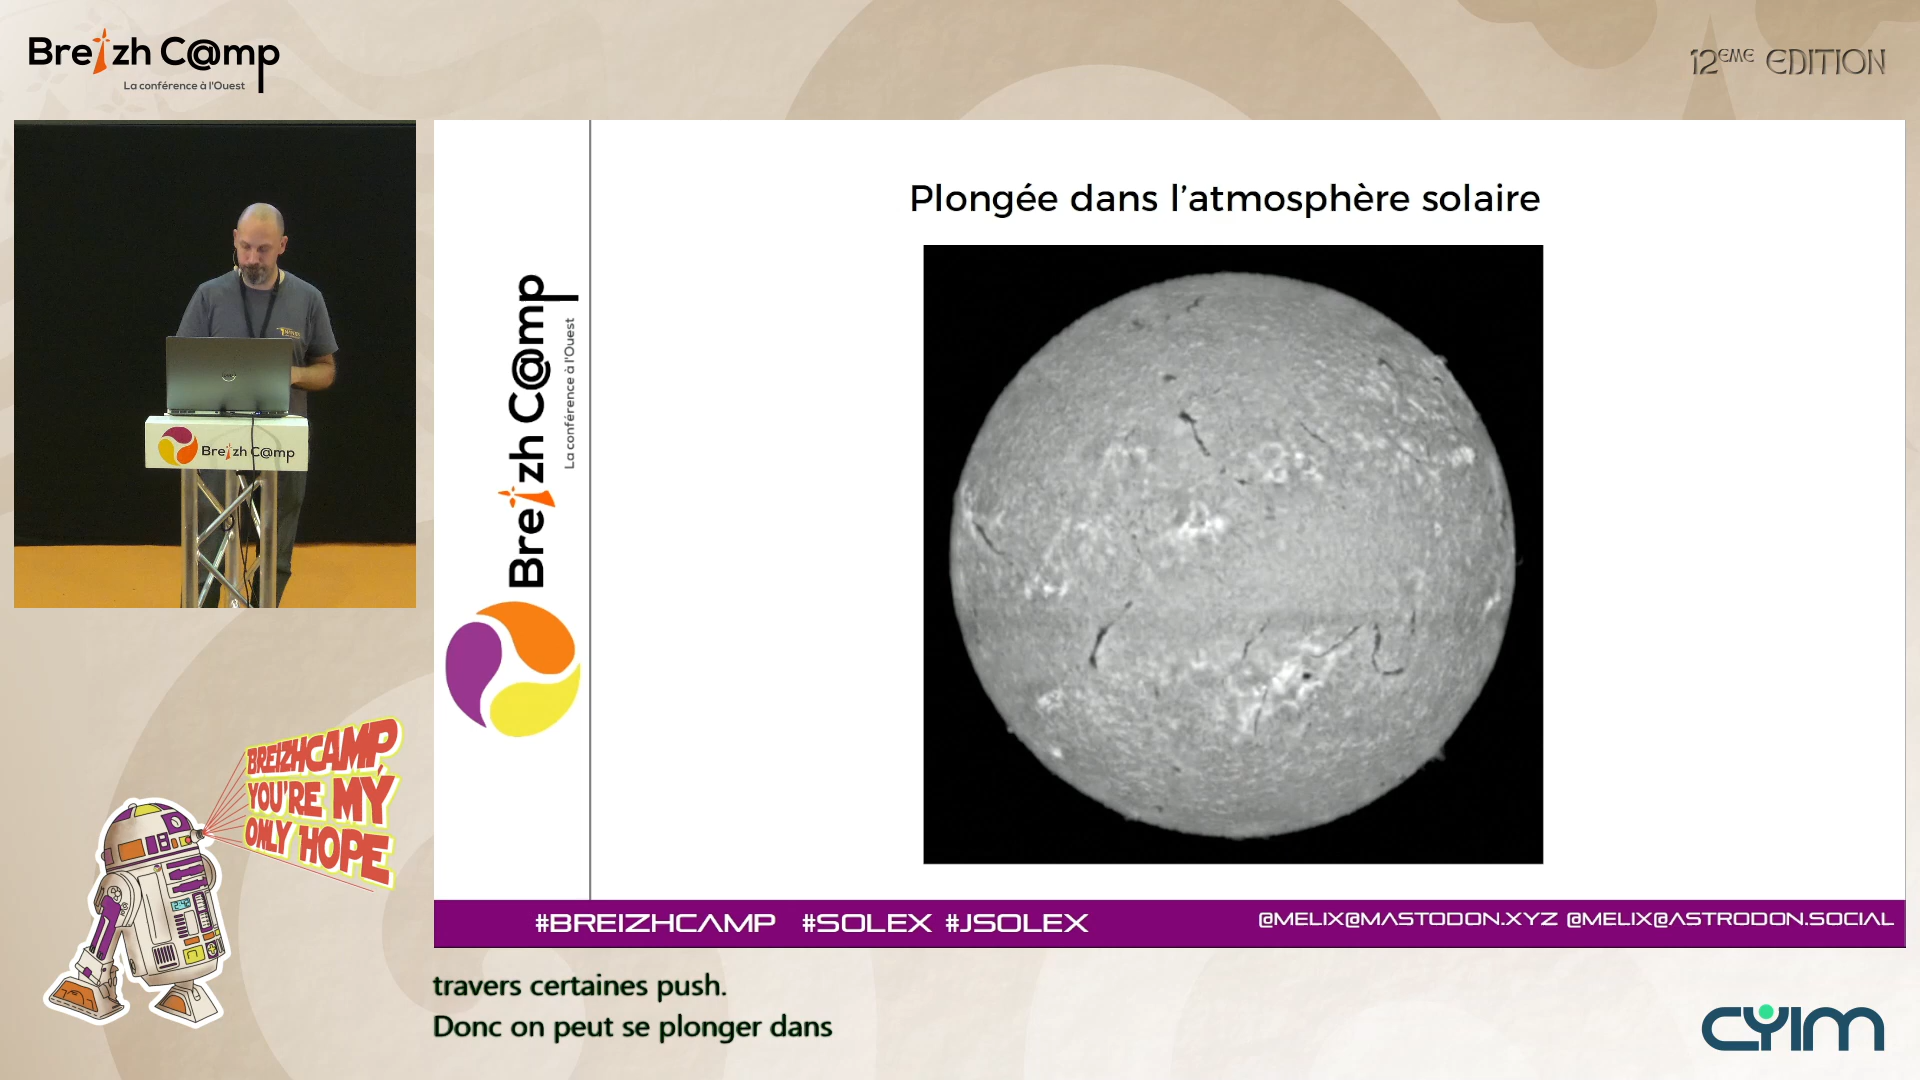 Breizh C@mp
La conférence à l'Ouest
12ÈME EDITION
Plongée dans l'atmosphère solaire
Breizh C@mp
La conférence à l'Ouest
Breizh C@mp
BREIZHCAMP,
YOU'RE MY
ONLY HOPE
#BREIZHCAMP #SOLEX #JSOLEX
@MELIX@MASTODON.XYZ @MELIX@ASTRODON.SOCIAL
travers certaines push.
Donc on peut se plonger dans
CYIM